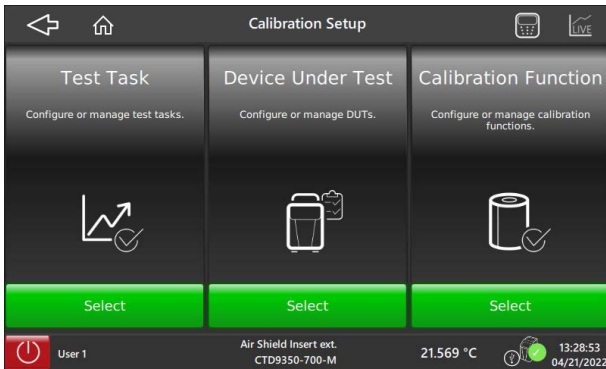 Calibration Setup
LIVE
Test Task
Configure or manage test tasks.
Select
Device Under Test
Configure or manage DUTs.
Select
Calibration Function
Configure or manage calibration
functions.
Select
User 1
Air Shield Insert ext.
CTD9350-700-M
21.569 °C
13:28:53
04/21/2022